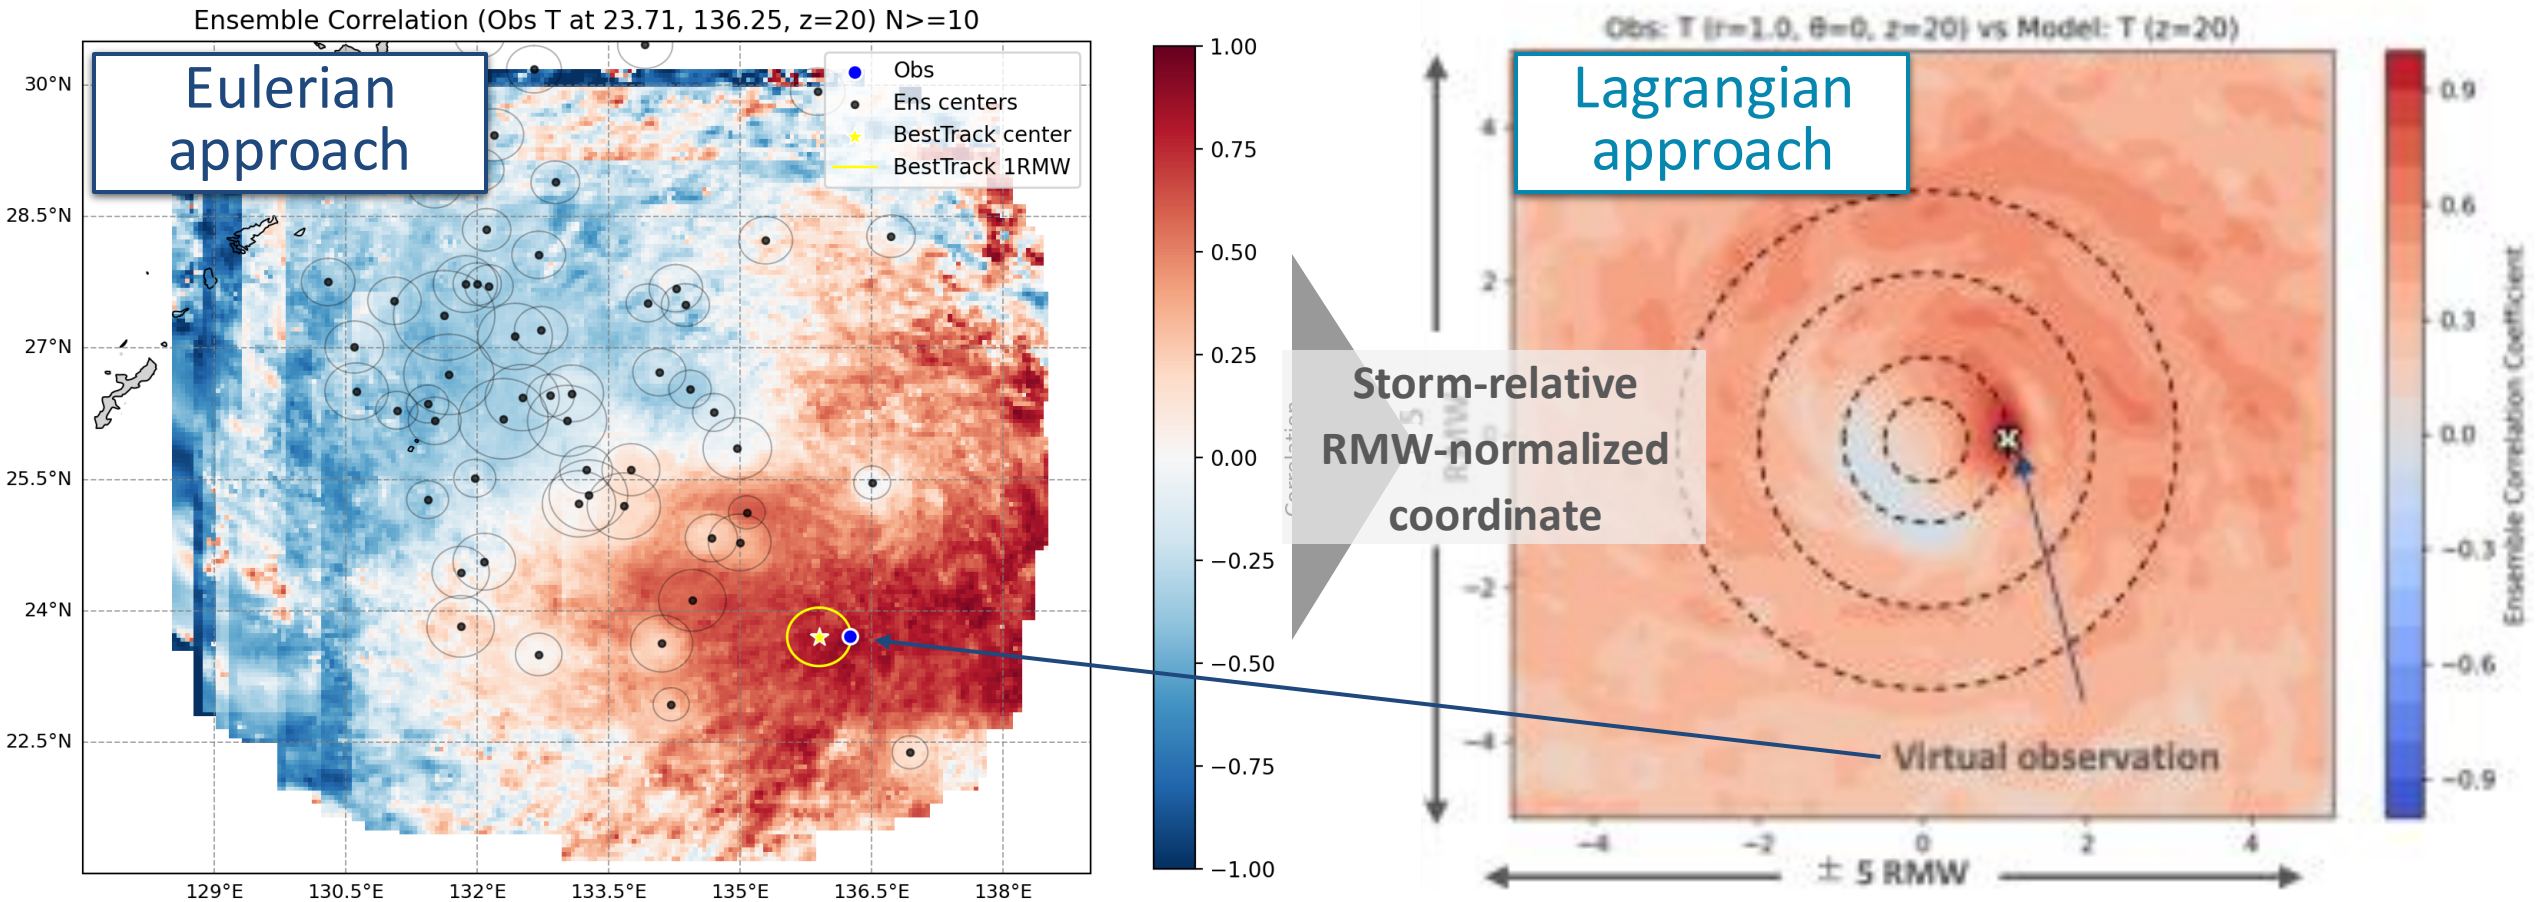 Ensemble Correlation (Obs T at 23.71, 136.25, z=20) N>=10
Eulerian
approach
Obs
Ens centers
BestTrack center
BestTrack 1RMW
30°N
28.5°N
27°N
25.5°N
24°N
22.5°N
129°E
130.5°E
132°E
133.5°E
135°E
136.5°E
138°E
1.00
0.75
0.50
0.25
0.00
−0.25
−0.50
−0.75
−1.00
Correlation
Storm-relative
RMW-normalized
coordinate
Obs: T (r=1.0, θ=0, z=20) vs Model: T (z=20)
Lagrangian
approach
4
2
−2
−4
5
RMW
−4
−2
0
2
4
± 5 RMW
Virtual observation
0.9
0.6
0.3
0.0
−0.3
−0.6
−0.9
Ensemble Correlation Coefficient